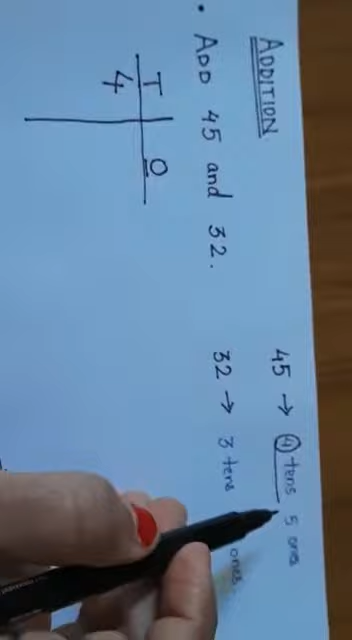 ADDITION
• ADD 45 and 32.
T O
4
45 → 4 tens 5 ones
32 → 3 tens ones